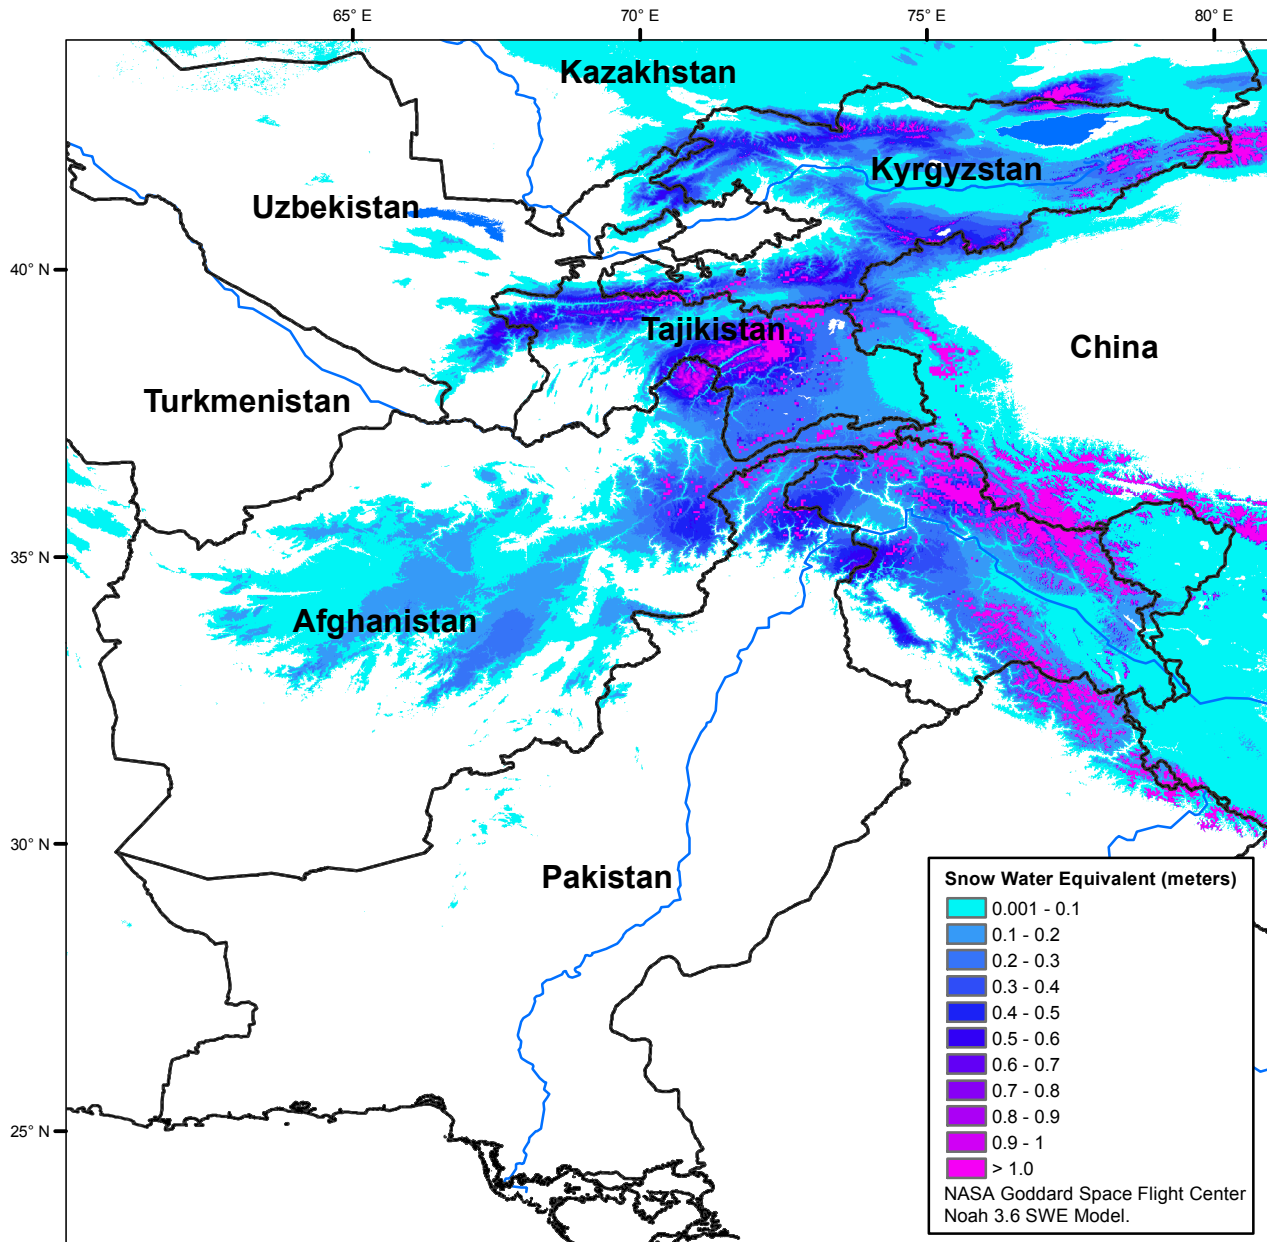 65° E
70° E
75° E
80° E
Kazakhstan
Kyrgyzstan
Uzbekistan
40° N
Tajikistan
China
Turkmenistan
35° N
Afghanistan
30° N
Pakistan
25° N
Snow Water Equivalent (meters)
0.001 - 0.1
0.1 - 0.2
0.2 - 0.3
0.3 - 0.4
0.4 - 0.5
0.5 - 0.6
0.6 - 0.7
0.7 - 0.8
0.8 - 0.9
0.9 - 1
> 1.0
NASA Goddard Space Flight Center
Noah 3.6 SWE Model.